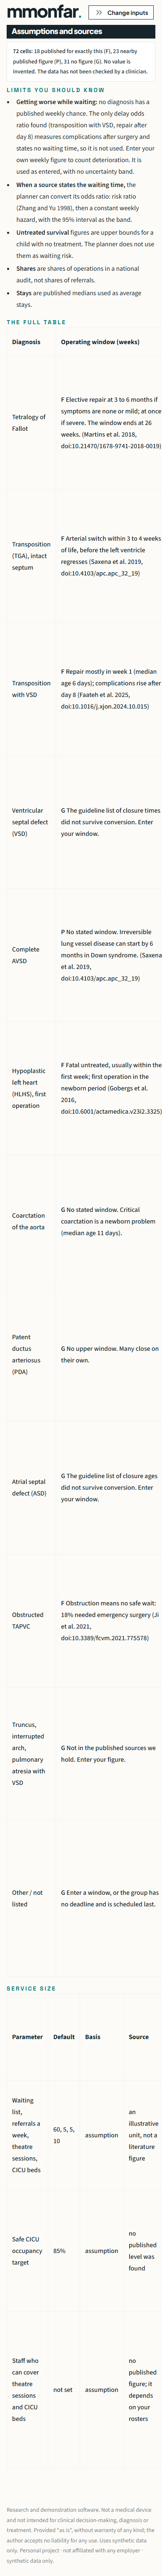 mmonfar.
Change inputs
Assumptions and sources
72 cells: 18 published for exactly this (F), 23 nearby
published figure (P), 31 no figure (G). No value is
invented. The data has not been checked by a clinician.
LIMITS YOU SHOULD KNOW
• Getting worse while waiting: no diagnosis has a
published weekly chance. The only delay odds
ratio found (transposition with VSD, repair after
day 8) measures complications after surgery and
states no waiting time, so it is not used. Enter your
own weekly figure to count deterioration. It is
used as entered, with no uncertainty band.
• When a source states the waiting time, the
planner can convert its odds ratio: risk ratio
(Zhang and Yu 1998), then a constant weekly
hazard, with the 95% interval as the band.
• Untreated survival figures are upper bounds for a
child with no treatment. The planner does not use
them as waiting risk.
• Shares are shares of operations in a national
audit, not shares of referrals.
• Stays are published medians used as average
stays.
THE FULL TABLE
Diagnosis
Operating window (weeks)
Tetralogy of
Fallot
F Elective repair at 3 to 6 months if
symptoms are none or mild; at once
if severe. The window ends at 26
weeks. (Martins et al. 2018,
doi:10.21470/1678-9741-2018-0019)
Transposition
(TGA), intact
septum
F Arterial switch within 3 to 4 weeks
of life, before the left ventricle
regresses (Saxena et al. 2019,
doi:10.4103/apc.apc_32_19)
Transposition
with VSD
F Repair mostly in week 1 (median
age 6 days); complications rise after
day 8 (Faateh et al. 2025,
doi:10.1016/j.xjon.2024.10.015)
Ventricular
septal defect
(VSD)
G The guideline list of closure times
did not survive conversion. Enter
your window.
Complete
AVSD
P No stated window. Irreversible
lung vessel disease can start by 6
months in Down syndrome. (Saxena
et al. 2019,
doi:10.4103/apc.apc_32_19)
Hypoplastic
left heart
(HLHS), first
operation
F Fatal untreated, usually within the
first week; first operation in the
newborn period (Gobergs et al.
2016,
doi:10.6001/actamedica.v23i2.3325)
Coarctation
of the aorta
G No stated window. Critical
coarctation is a newborn problem
(median age 11 days).
Patent
ductus
arteriosus
(PDA)
G No upper window. Many close on
their own.
Atrial septal
defect (ASD)
G The guideline list of closure ages
did not survive conversion. Enter
your window.
Obstructed
TAPVC
F Obstruction means no safe wait:
18% needed emergency surgery (Ji
et al. 2021,
doi:10.3389/fcvm.2021.775578)
Truncus,
interrupted
arch,
pulmonary
atresia with
VSD
G Not in the published sources we
hold. Enter your figure.
Other / not
listed
G Enter a window, or the group has
no deadline and is scheduled last.
SERVICE SIZE
Parameter
Default
Basis
Source
Waiting
list,
referrals a
week,
theatre
sessions,
CICU beds
60, 5, 5,
10
assumption
an
illustrative
unit, not a
literature
figure
Safe CICU
occupancy
target
85%
assumption
no
published
level was
found
Staff who
can cover
theatre
sessions
and CICU
beds
not set
assumption
no
published
figure; it
depends
on your
rosters
Research and demonstration software. Not a medical device
and not intended for clinical decision-making, diagnosis or
treatment. Provided "as is", without warranty of any kind; the
author accepts no liability for any use. Uses synthetic data
only. Personal project · not affiliated with any employer ·
synthetic data only.